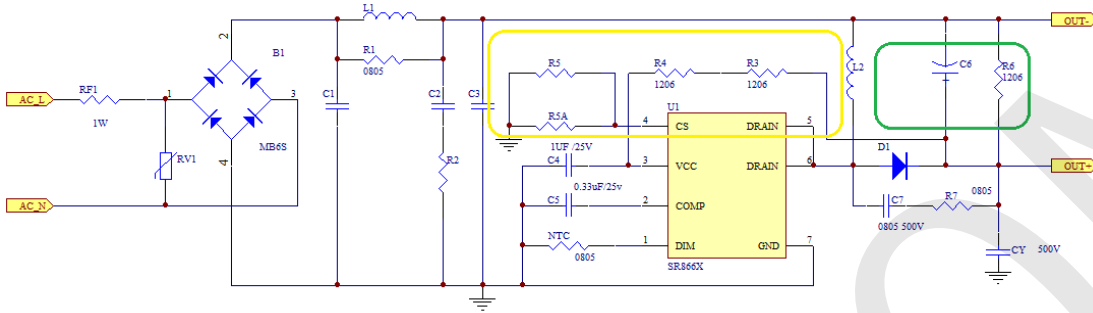 L1
OUT-
2
B1
R1
0805
R5
R4
1206
R3
1206
L2
C6
R6
1206
AC_L
RF1
1W
1
3
C1
C2
C3
R5A
U1
4
CS
DRAIN
5
MB6S
4
RV1
R2
C4
1UF /25V
3
VCC
DRAIN
6
D1
OUT+
0.33uF/25v
C5
2
COMP
C7
0805 500V
R7
0805
AC_N
NTC
0805
1
DIM
GND
7
SR866X
CY
500V